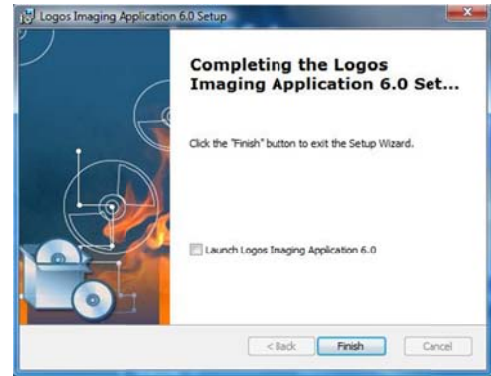 Logos Imaging Application 6.0 Setup
Completing the Logos
Imaging Application 6.0 Set...
Click the "Finish" button to exit the Setup Wizard.
Launch Logos Imaging Application 6.0
< Back
Finish
Cancel